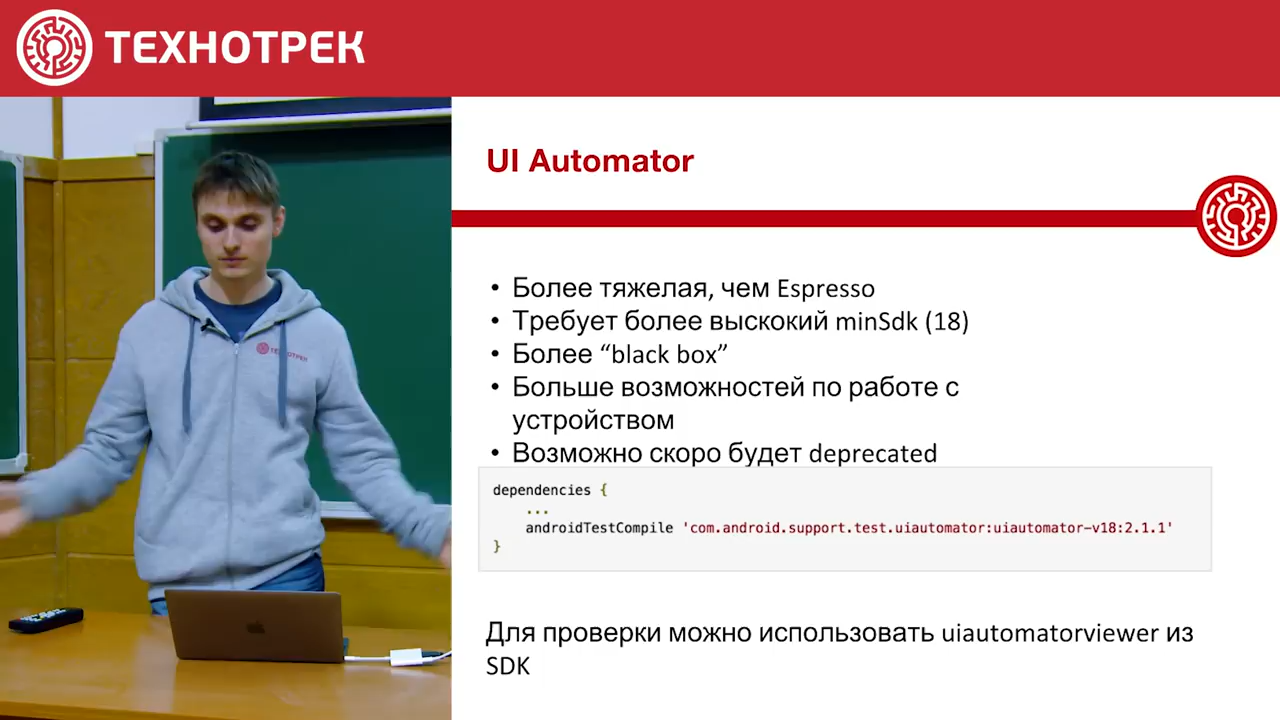 ТЕХНОТРЕК
UI Automator
• Более тяжелая, чем Espresso
• Требует более выскокий minSdk (18)
• Более “black box”
• Больше возможностей по работе с
устройством
• Возможно скоро будет deprecated
dependencies {
...
androidTestCompile 'com.android.support.test.uiautomator:uiautomator-v18:2.1.1'
}
Для проверки можно использовать uiautomatorviewer из
SDK
ТЕХНОТРЕК